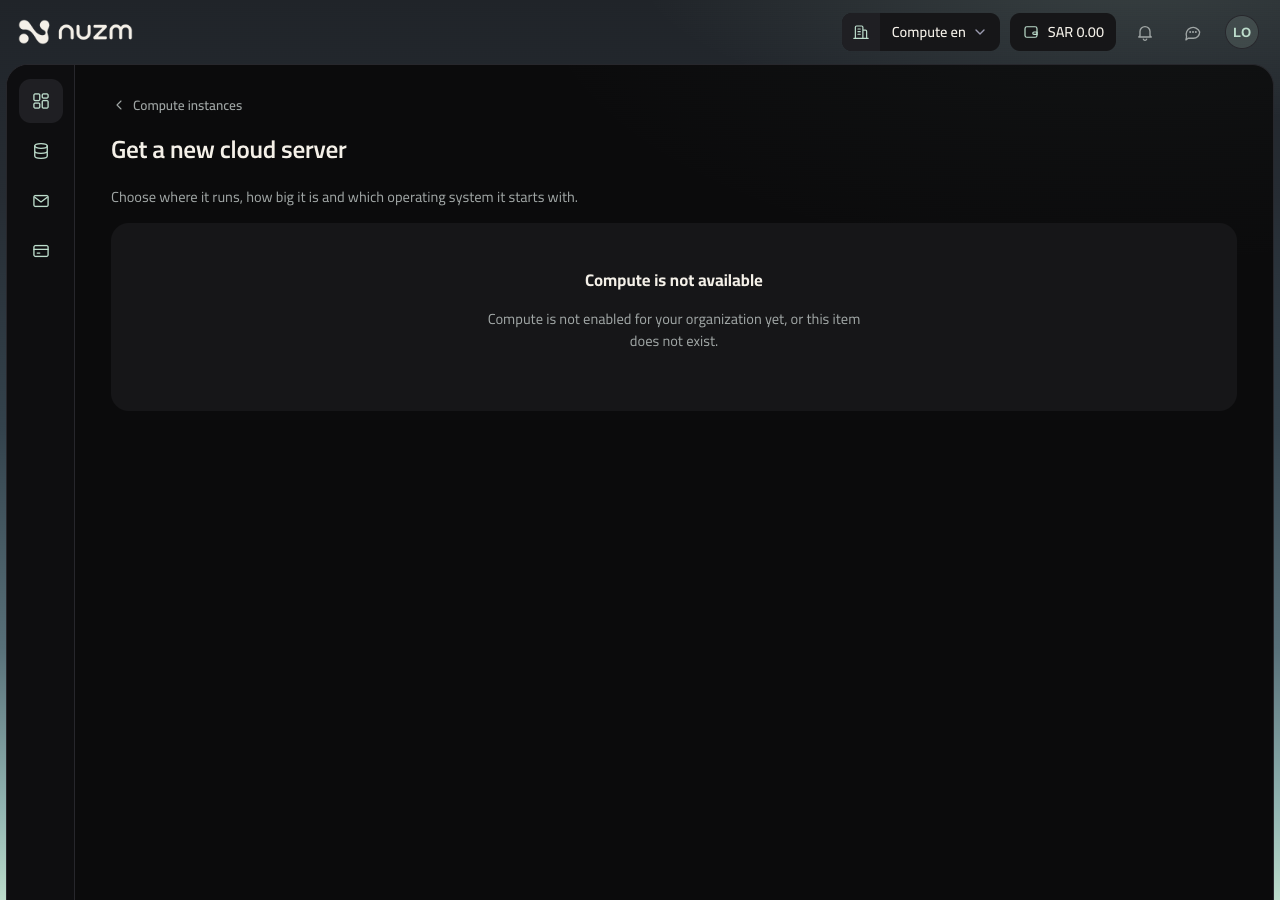 nuzm
Compute en
SAR 0.00
LO
Compute instances
Get a new cloud server
Choose where it runs, how big it is and which operating system it starts with.
Compute is not available
Compute is not enabled for your organization yet, or this item
does not exist.